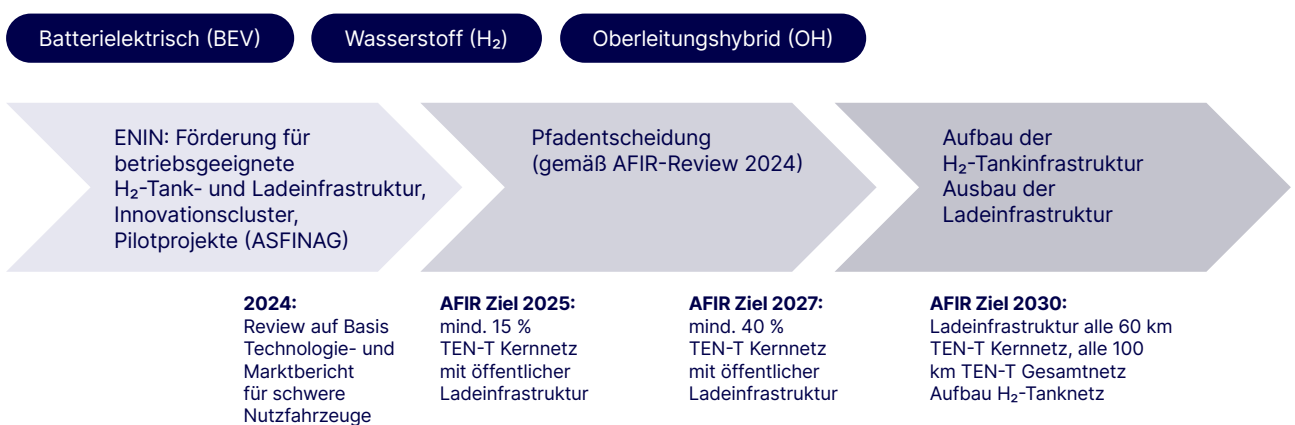 Batterielektrisch (BEV)
Wasserstoff (H₂)
Oberleitungshybrid (OH)
ENIN: Förderung für
betriebsgeeignete
H₂-Tank- und Ladeinfrastruktur,
Innovationscluster,
Pilotprojekte (ASFINAG)
Pfadentscheidung
(gemäß AFIR-Review 2024)
Aufbau der
H₂-Tankinfrastruktur
Ausbau der
Ladeinfrastruktur
2024:
Review auf Basis
Technologie- und
Marktbericht
für schwere
Nutzfahrzeuge
AFIR Ziel 2025:
mind. 15 %
TEN-T Kernnetz
mit öffentlicher
Ladeinfrastruktur
AFIR Ziel 2027:
mind. 40 %
TEN-T Kernnetz
mit öffentlicher
Ladeinfrastruktur
AFIR Ziel 2030:
Ladeinfrastruktur alle 60 km
TEN-T Kernnetz, alle 100
km TEN-T Gesamtnetz
Aufbau H₂-Tanknetz